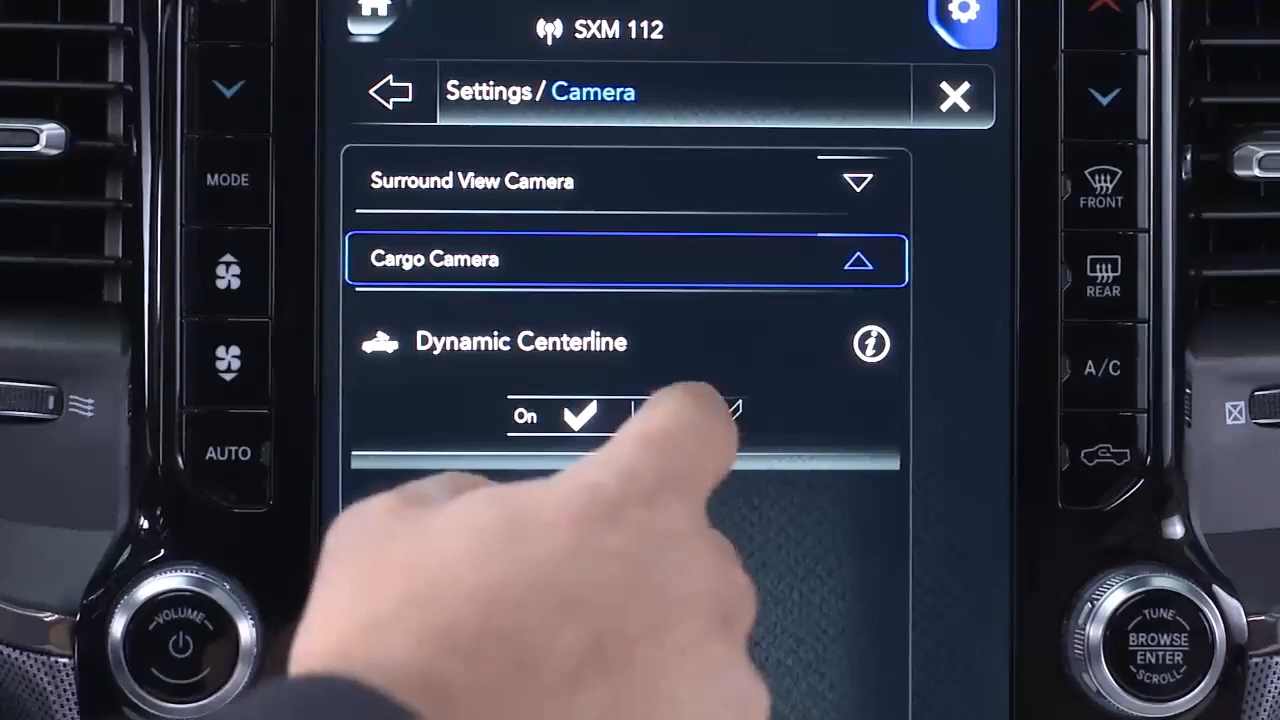 SXM 112
Settings / Camera
MODE
Surround View Camera
FRONT
Cargo Camera
REAR
Dynamic Centerline
A/C
On
AUTO
VOLUME
TUNE
BROWSE
ENTER
SCROLL